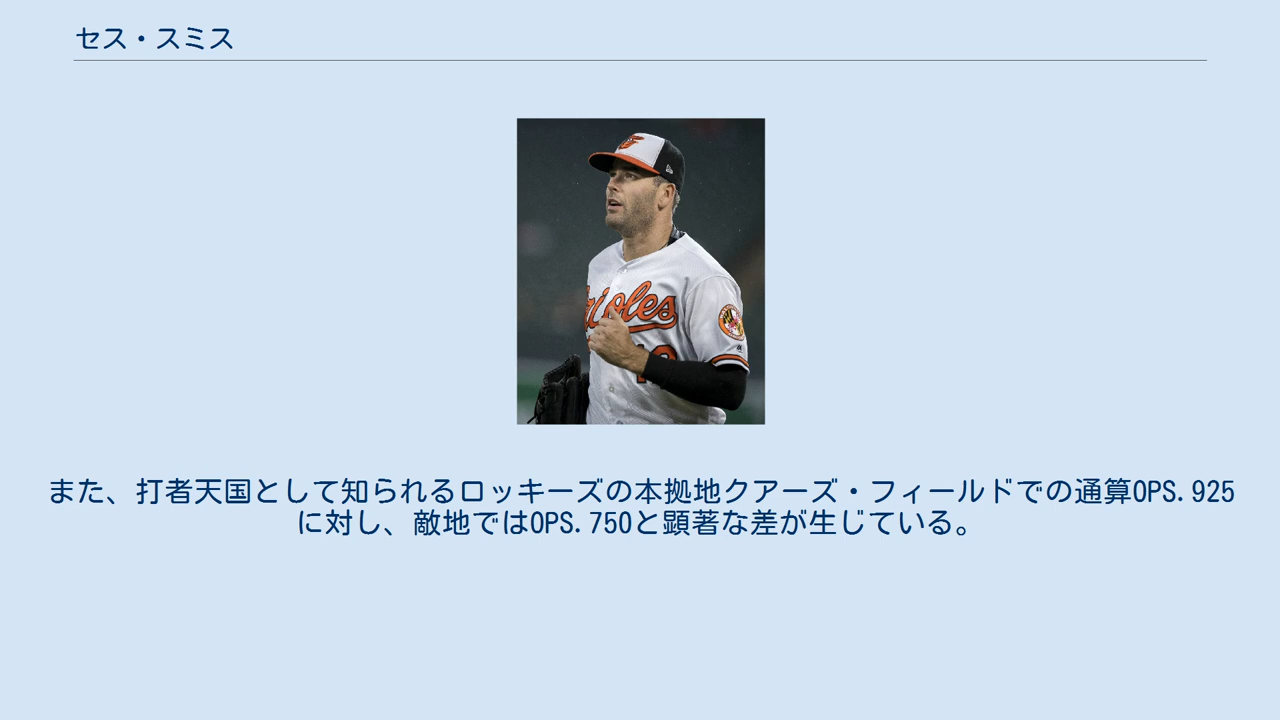 セス・スミス
rioles
また、打者天国として知られるロッキーズの本拠地クアーズ・フィールドでの通算OPS.925
に対し、敵地ではOPS.750と顕著な差が生じている。